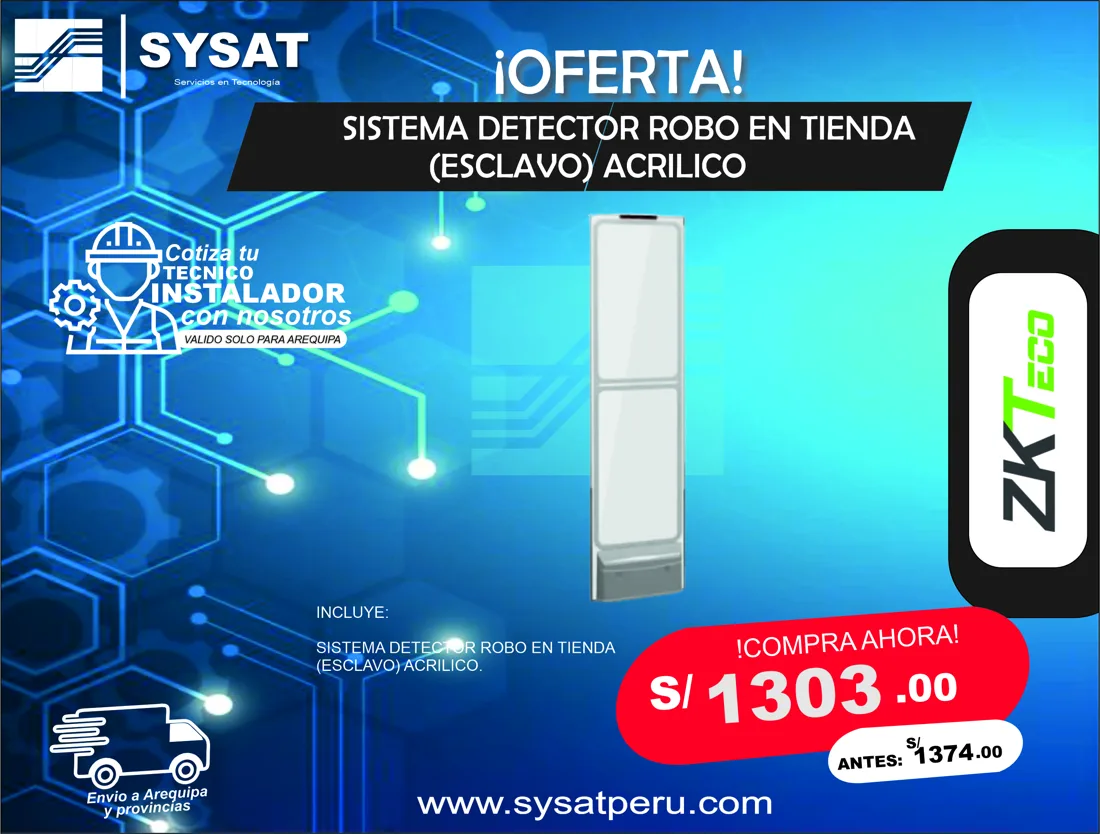 SYSAT
Servicios en Tecnología
¡OFERTA!
SISTEMA DETECTOR ROBO EN TIENDA
(ESCLAVO) ACRILICO
Cotiza tu
TECNICO
INSTALADOR
con nosotros
VALIDO SOLO PARA AREQUIPA
ZKTECO
INCLUYE:
SISTEMA DETECTOR ROBO EN TIENDA
(ESCLAVO) ACRILICO.
!COMPRA AHORA!
S/ 1303.00
ANTES: S/ 1374.00
Envio a Arequipa
y provincias
www.sysatperu.com